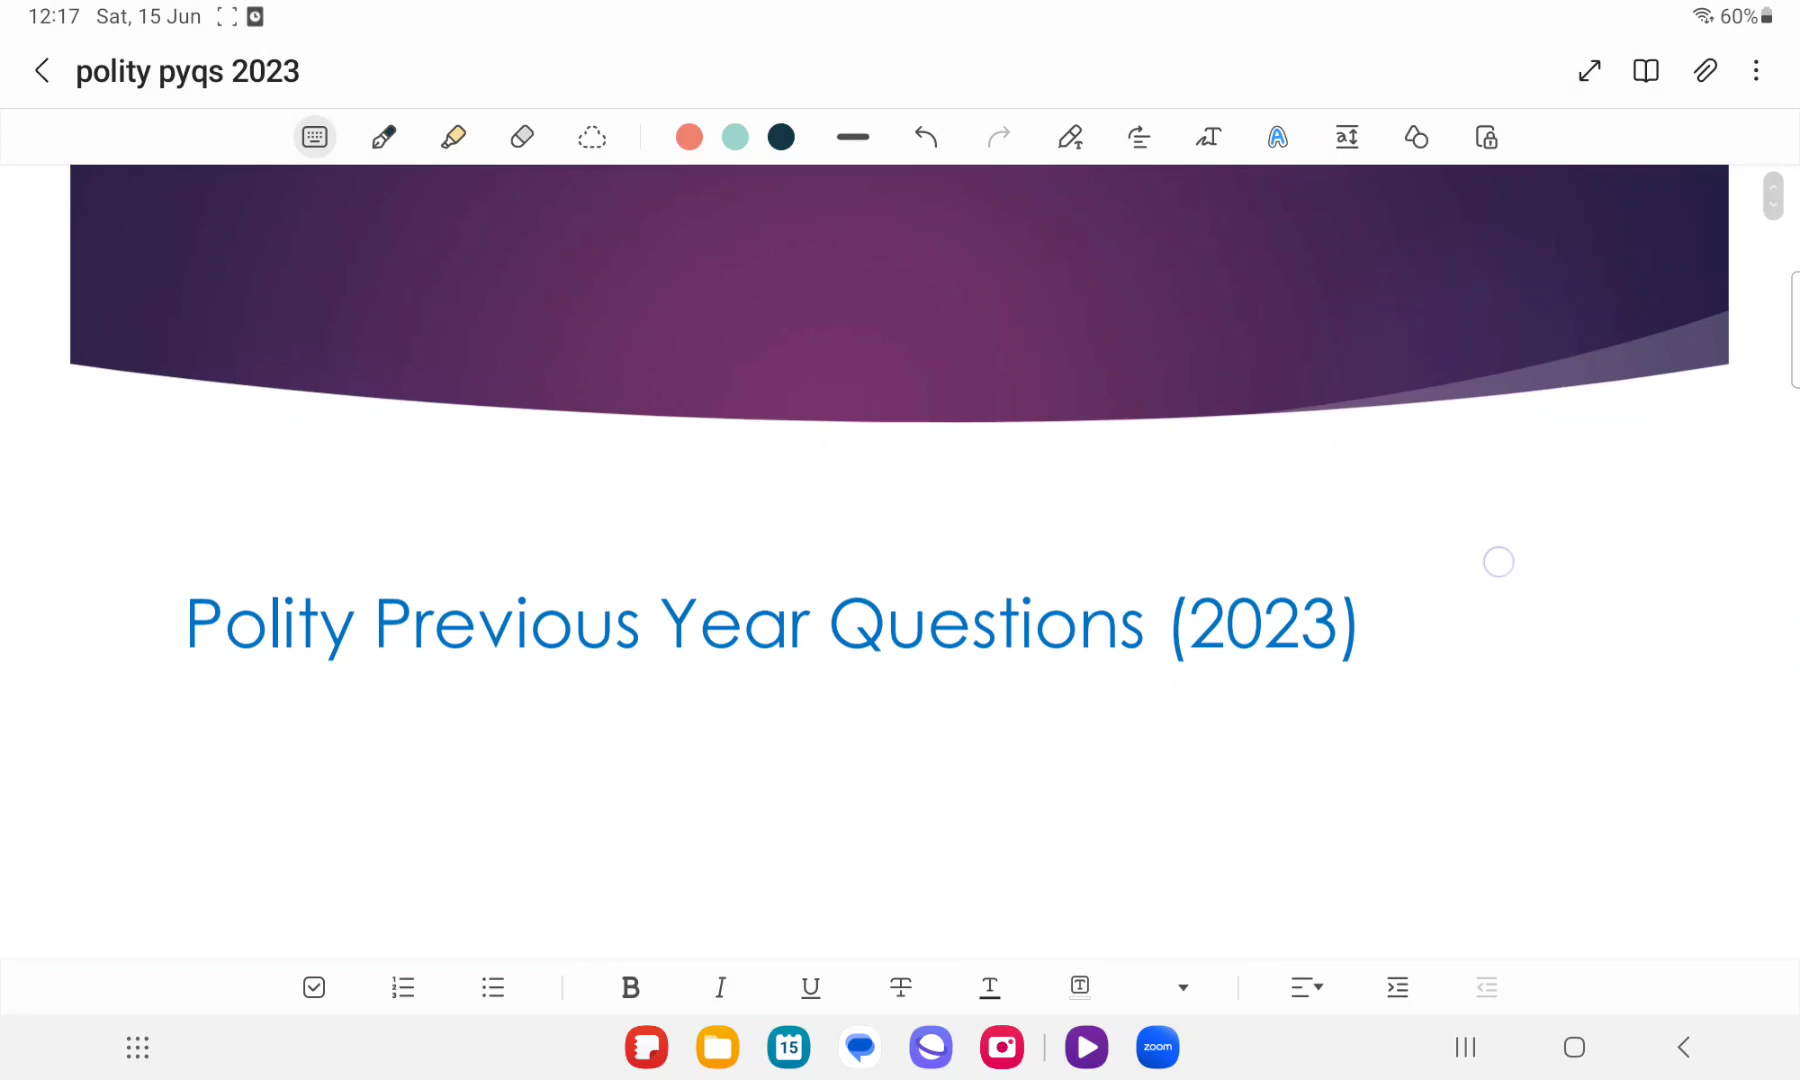 12:17 Sat, 15 Jun
60%
polity pyqs 2023
Polity Previous Year Questions (2023)
15
zoom